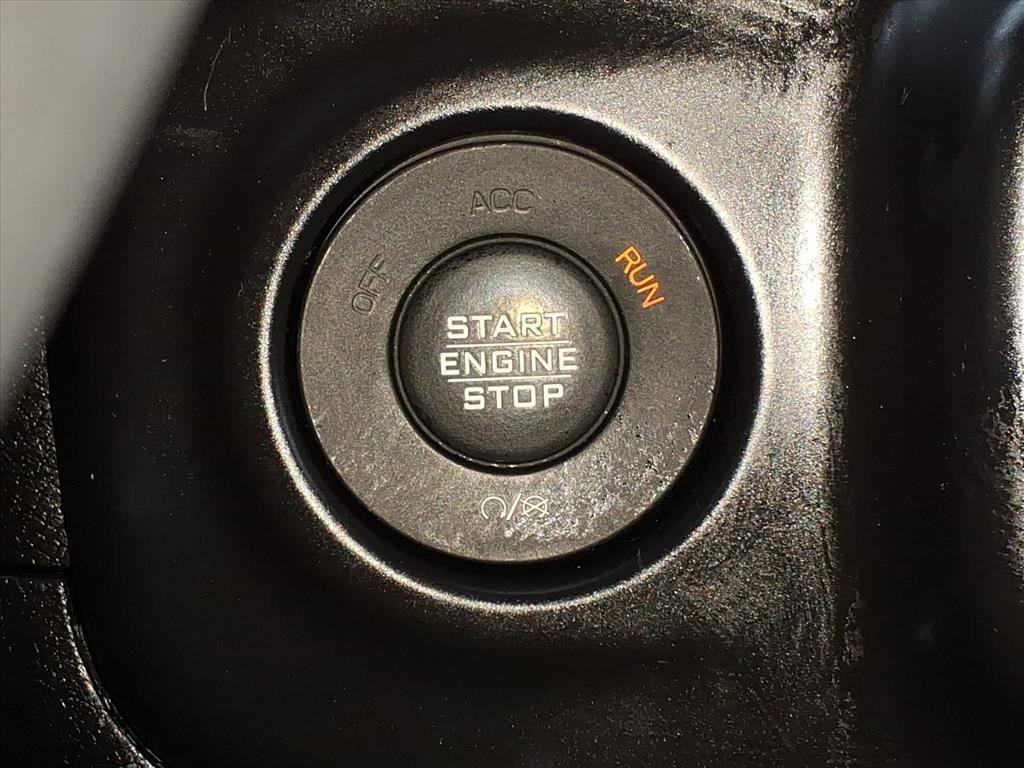 ACC
OFF
RUN
START
ENGINE
STOP